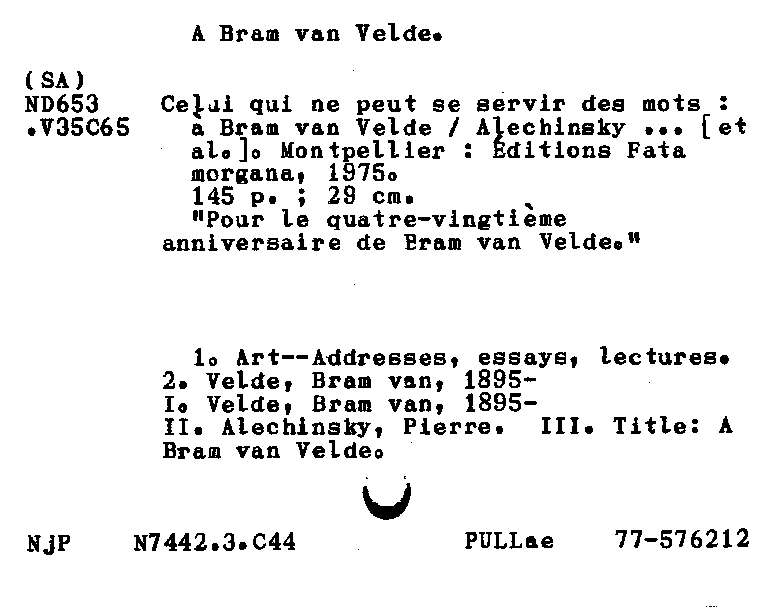 A Bram van Velde.
(SA)
ND653 Celui qui ne peut se servir des mots :
.V35C65 à Bram van Velde / Alechinsky ... [et
al.]. Montpellier : Éditions Fata
morgana, 1975.
145 p. ; 29 cm.
"Pour le quatre-vingtième
anniversaire de Bram van Velde."
1. Art--Addresses, essays, lectures.
2. Velde, Bram van, 1895-
I. Velde, Bram van, 1895-
II. Alechinsky, Pierre. III. Title: A
Bram van Velde.
NjP N7442.3.C44 PULLae 77-576212